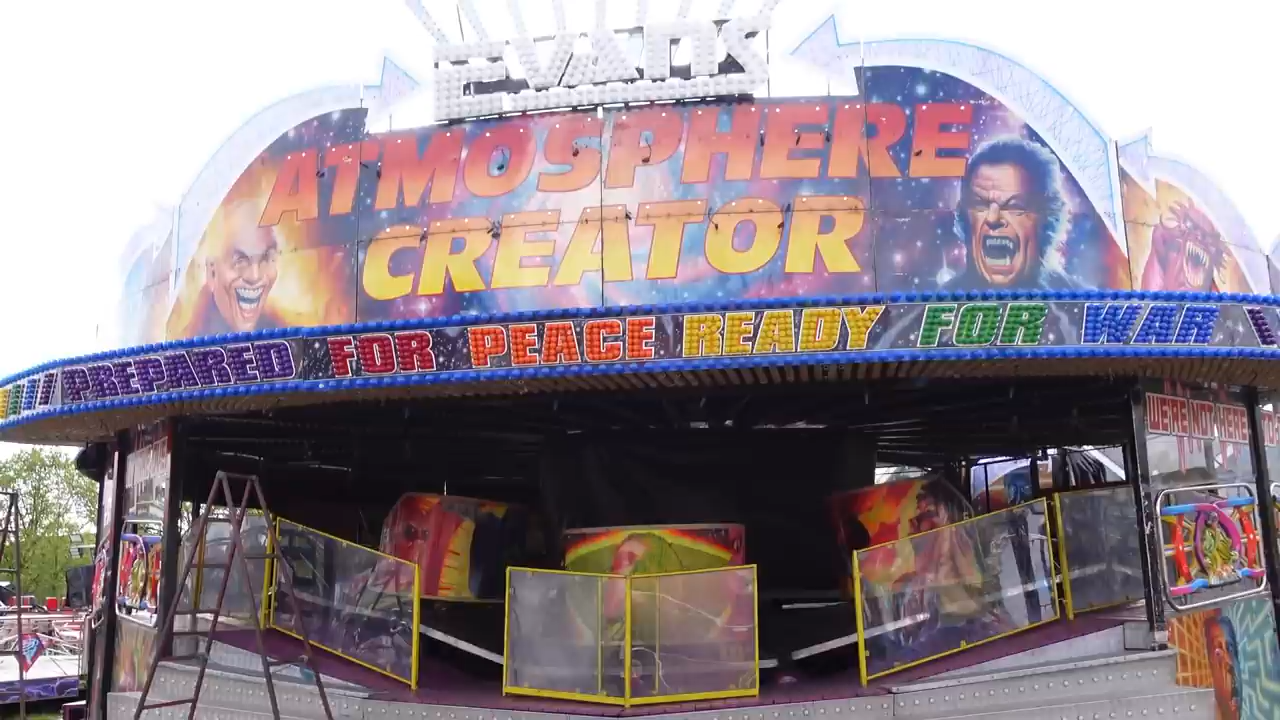 EVANS
ATMOSPHERE
CREATOR
PREPARED FOR PEACE READY FOR WAR
WE'RE NOT HERE